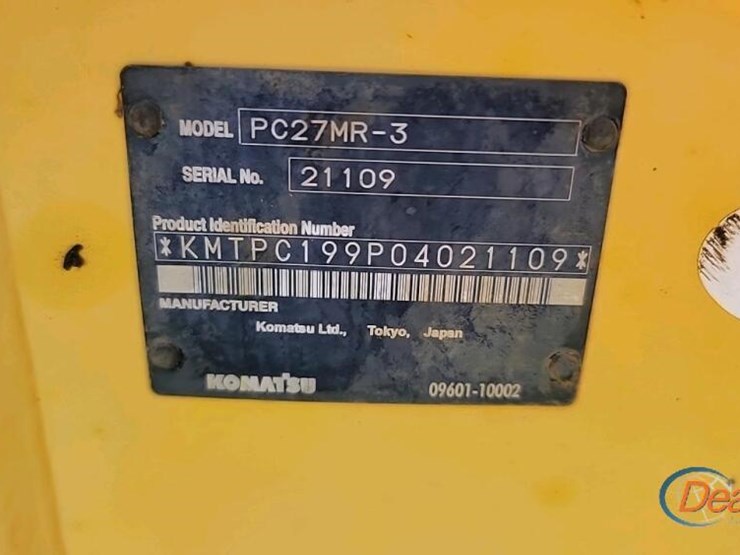 MODEL PC27MR-3
SERIAL No. 21109
Product Identification Number
*KMTPC199P04021109*
MANUFACTURER
Komatsu Ltd., Tokyo, Japan
KOMATSU 09601-10002